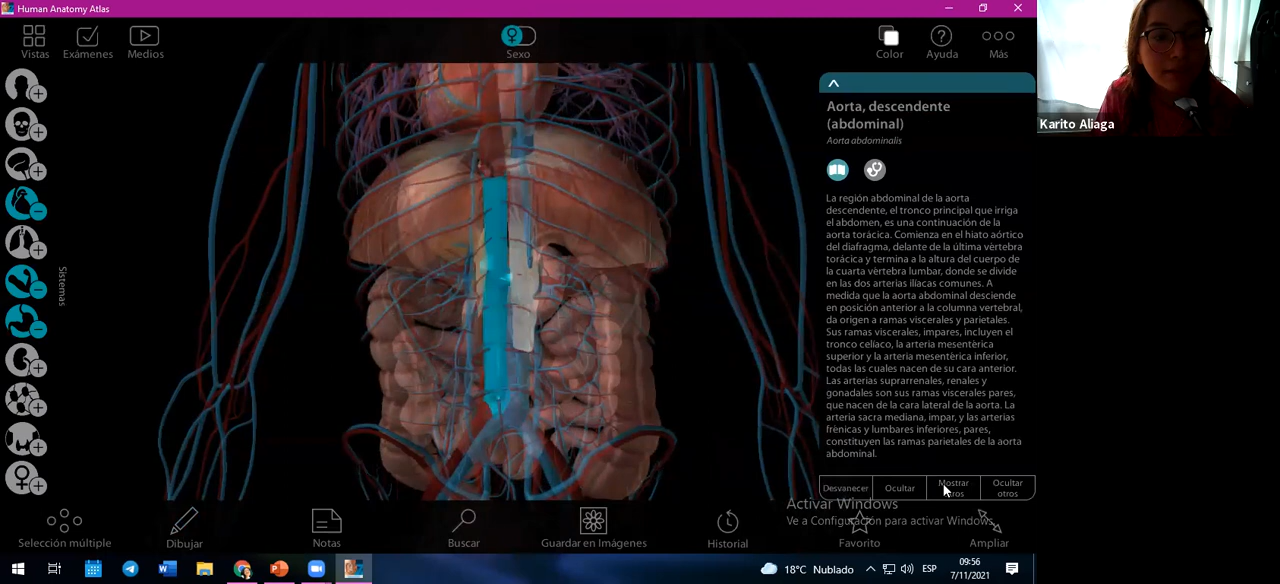 Human Anatomy Atlas
Vistas
Exámenes
Medios
Sexo
Color
Ayuda
Más
Karito Aliaga
Aorta, descendente
(abdominal)
Aorta abdominalis
La región abdominal de la aorta
descendente, el tronco principal que irriga
el abdomen, es una continuación de la
aorta torácica. Comienza en el hiato aórtico
del diafragma, delante de la última vértebra
torácica y termina a la altura del cuerpo de
la cuarta vértebra lumbar, donde se divide
en las dos arterias ilíacas comunes. A
medida que la aorta abdominal desciende
en posición anterior a la columna vertebral,
da origen a ramas viscerales y parietales.
Sus ramas viscerales, impares, incluyen el
tronco celíaco, la arteria mesentérica
superior y la arteria mesentérica inferior,
todas las cuales nacen de su cara anterior.
Las arterias suprarrenales, renales y
gonadales son sus ramas viscerales pares,
que nacen de la cara lateral de la aorta. La
arteria sacra mediana, impar, y las arterias
frénicas y lumbares inferiores, pares,
constituyen las ramas parietales de la aorta
abdominal.
Sistemas
Desvanecer
Ocultar
Mostrar
otros
Ocultar
otros
Activar Windows
Ve a Configuración para activar Windows.
Selección múltiple
Dibujar
Notas
Buscar
Guardar en Imágenes
Historial
Favorito
Ampliar
18°C Nublado
ESP
09:56
7/11/2021